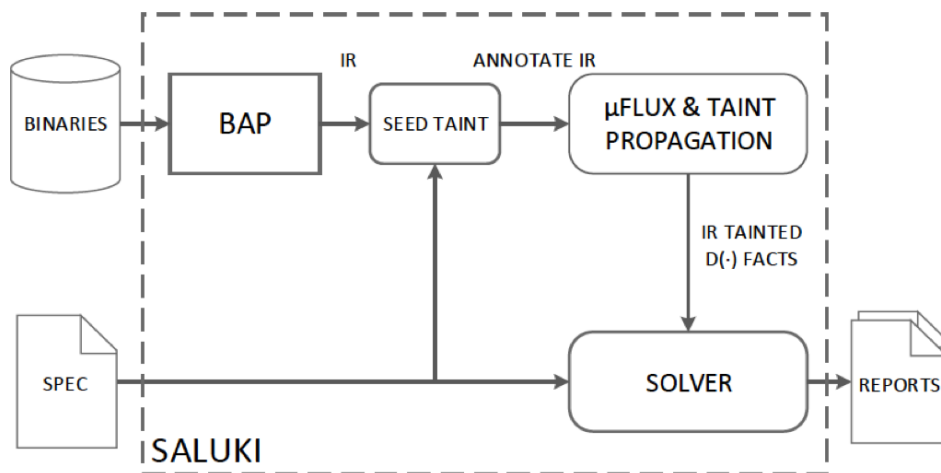 IR
ANNOTATE IR
BINARIES
BAP
SEED TAINT
µFLUX & TAINT
PROPAGATION
IR TAINTED
D(·) FACTS
SPEC
SOLVER
REPORTS
SALUKI